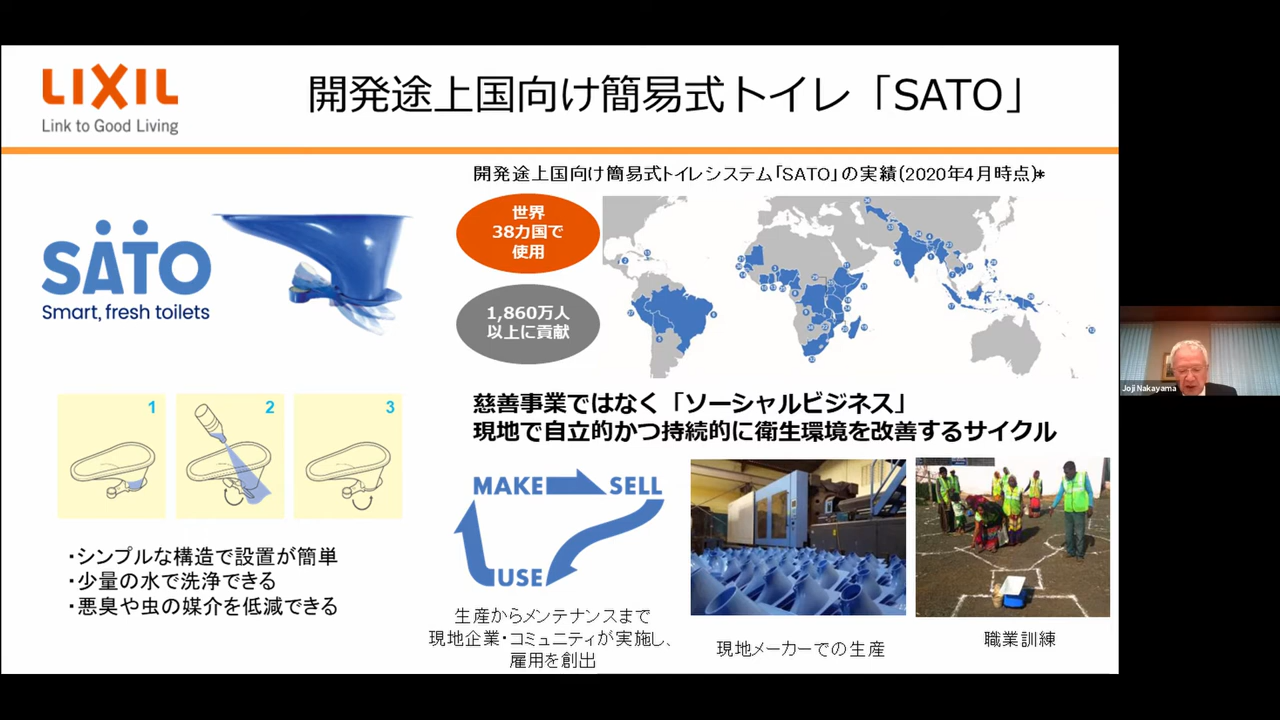 LIXIL
Link to Good Living
開発途上国向け簡易式トイレ「SATO」
開発途上国向け簡易式トイレシステム「SATO」の実績(2020年4月時点)*
世界
38カ国で
使用
1,860万人
以上に貢献
SATO
Smart, fresh toilets
1
2
3
・シンプルな構造で設置が簡単
・少量の水で洗浄できる
・悪臭や虫の媒介を低減できる
慈善事業ではなく「ソーシャルビジネス」
現地で自立的かつ持続的に衛生環境を改善するサイクル
MAKE
SELL
USE
生産からメンテナンスまで
現地企業・コミュニティが実施し、
雇用を創出
現地メーカーでの生産
職業訓練
Joji Nakayama